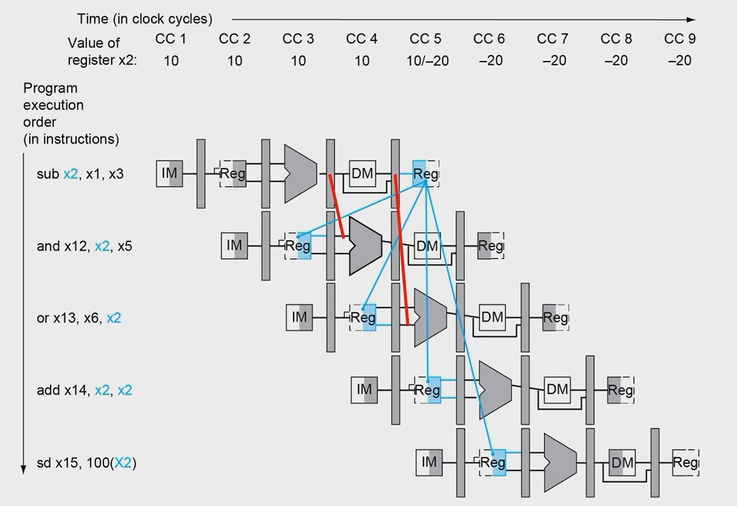 Time (in clock cycles)
Value of register x2:
CC 1 CC 2 CC 3 CC 4 CC 5 CC 6 CC 7 CC 8 CC 9
10 10 10 10 10/–20 –20 –20 –20 –20
Program
execution
order
(in instructions)
sub x2, x1, x3
IM Reg DM Reg
and x12, x2, x5
IM Reg DM Reg
or x13, x6, x2
IM Reg DM Reg
add x14, x2, x2
IM Reg DM Reg
sd x15, 100(X2)
IM Reg DM Reg